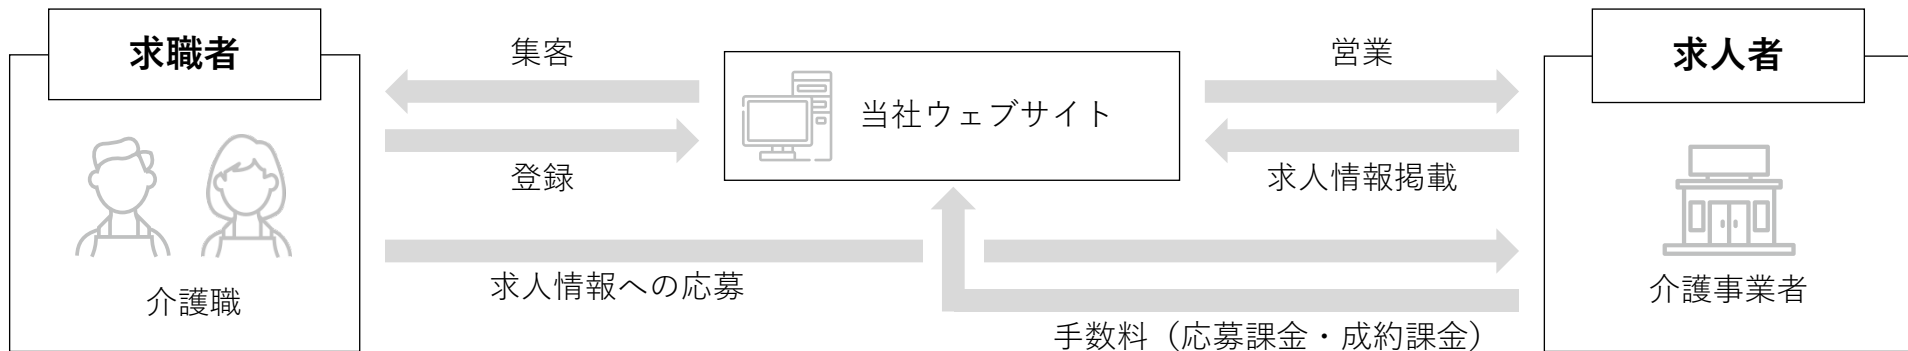 求職者
介護職
集客
登録
当社ウェブサイト
営業
求人情報掲載
求人者
介護事業者
求人情報への応募
手数料（応募課金・成約課金）